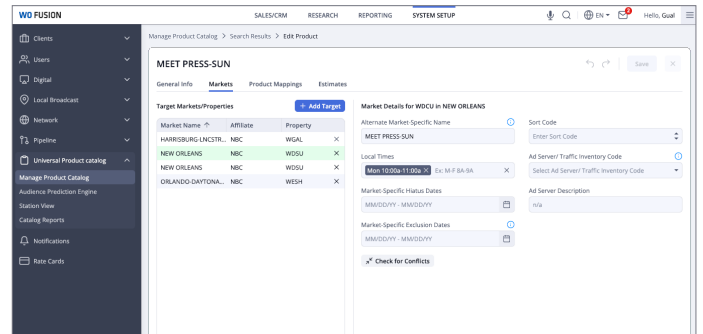 WO FUSION
SALES/CRM RESEARCH REPORTING SYSTEM SETUP
EN 2 Hello, Gual
Clients
Users
Digital
Local Broadcast
Network
Pipeline
Universal Product catalog
Manage Product Catalog
Audience Prediction Engine
Station View
Catalog Reports
Notifications
Rate Cards
Manage Product Catalog > Search Results > Edit Product
MEET PRESS-SUN
Save
General Info Markets Product Mappings Estimates
Target Markets/Properties
+ Add Target
Market Name Affiliate Property
HARRISBURG-LNCSTR... NBC WGAL
NEW ORLEANS NBC WDSU
NEW ORLEANS NBC WDSU
ORLANDO-DAYTONA... NBC WESH
Market Details for WDCU in NEW ORLEANS
Alternate Market-Specific Name
MEET PRESS-SUN
Sort Code
Enter Sort Code
Local Times
Mon 10:00a-11:00a Ex: M-F 8A-9A
Ad Server/ Traffic Inventory Code
Select Ad Server/ Traffic Inventory Code
Market-Specific Hiatus Dates
MM/DD/YY - MM/DD/YY
Ad Server Description
n/a
Market-Specific Exclusion Dates
MM/DD/YY - MM/DD/YY
Check for Conflicts